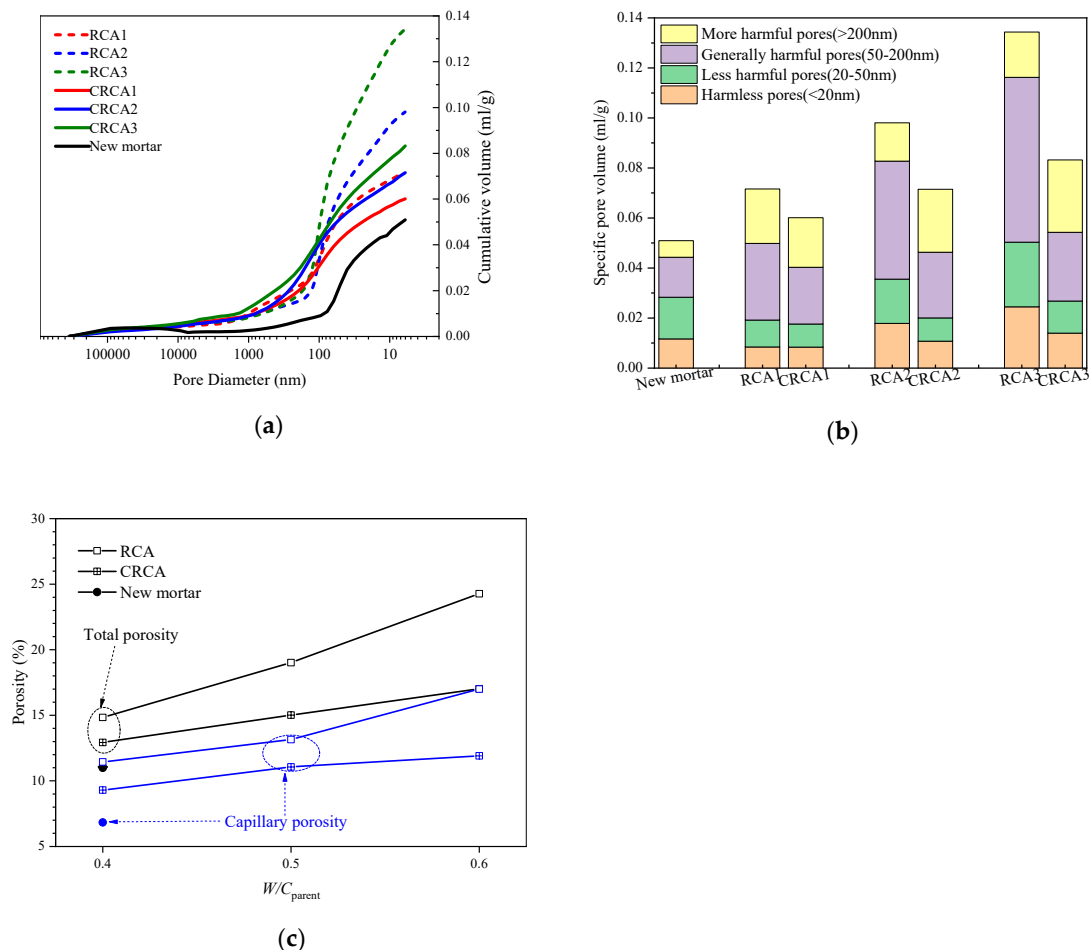 RCA1
RCA2
RCA3
CRCA1
CRCA2
CRCA3
New mortar
0.14
0.12
0.10
0.08
0.06
0.04
0.02
0.00
Cumulative volume (ml/g)
100000 10000 1000 100 10
Pore Diameter (nm)
(a)
0.14
0.12
0.10
0.08
0.06
0.04
0.02
0.00
Specific pore volume (ml/g)
More harmful pores(>200nm)
Generally harmful pores(50-200nm)
Less harmful pores(20-50nm)
Harmless pores(<20nm)
New mortar RCA1 CRCA1 RCA2 CRCA2 RCA3 CRCA3
(b)
30
25
20
15
10
5
Porosity (%)
RCA
CRCA
New mortar
Total porosity
Capillary porosity
0.4 0.5 0.6
W/Cparent
(c)